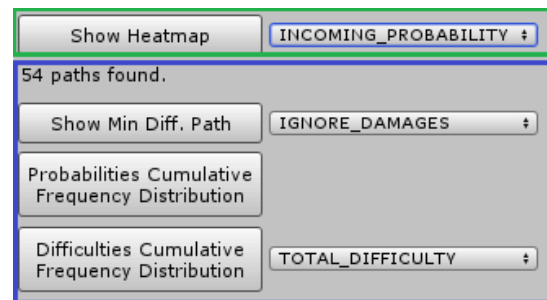 Show Heatmap INCOMING_PROBABILITY
54 paths found.
Show Min Diff. Path IGNORE_DAMAGES
Probabilities Cumulative
Frequency Distribution
Difficulties Cumulative
Frequency Distribution
TOTAL_DIFFICULTY